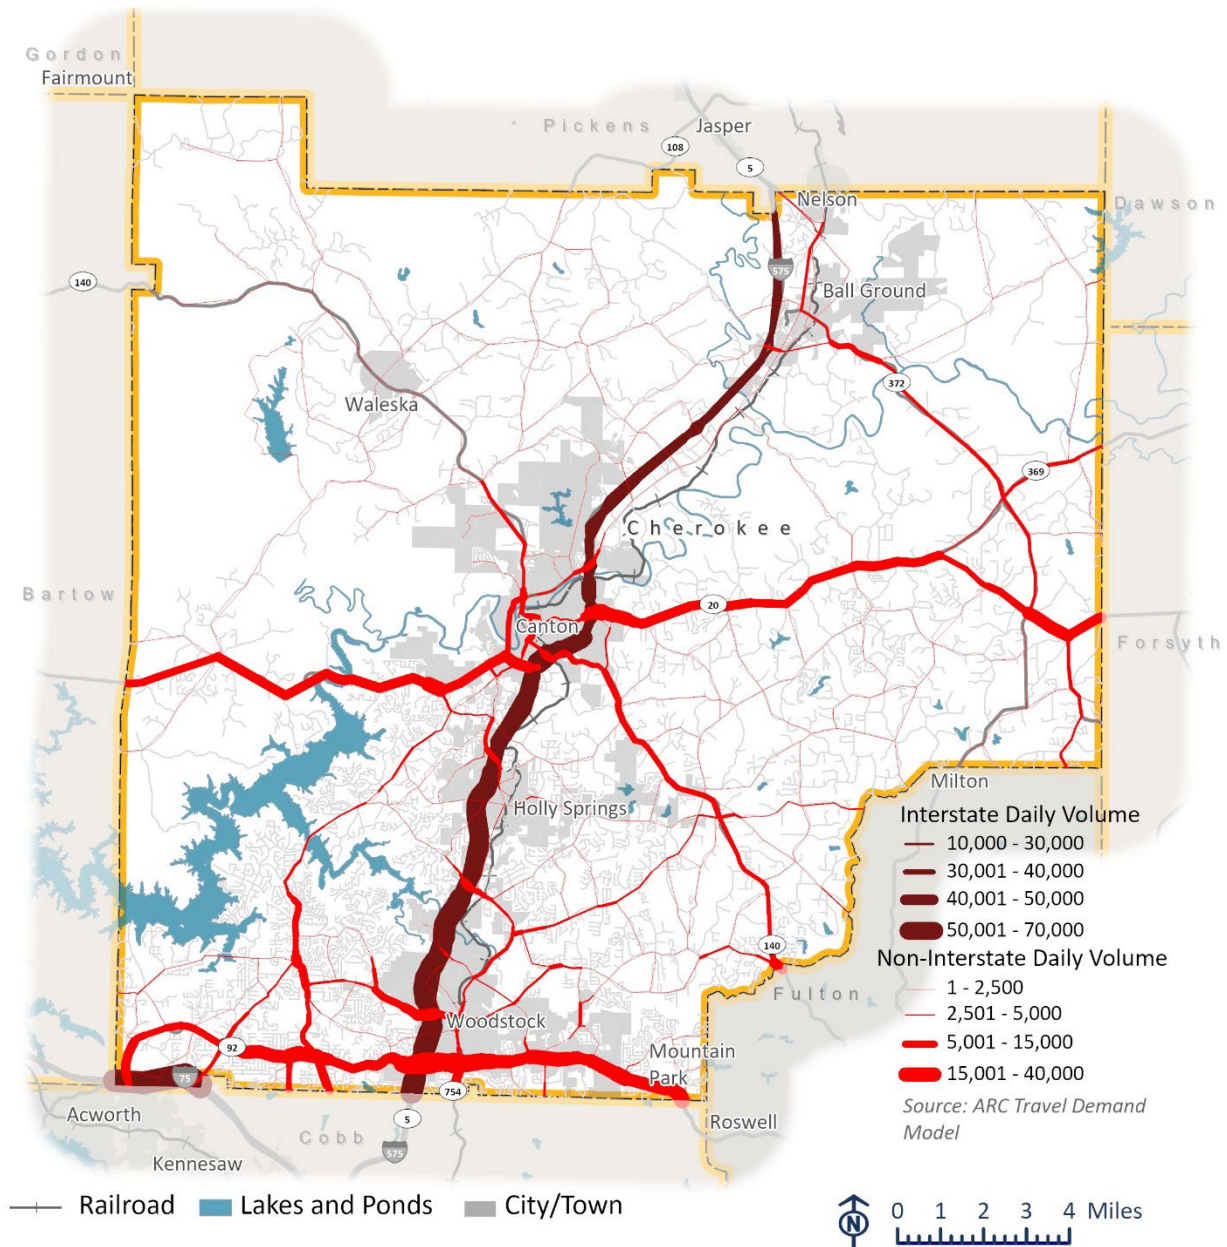 Gordon
Fairmount
Pickens
Jasper
108
5
Nelson
Dawson
140
575
Ball Ground
372
Waleska
369
Cherokee
Bartow
20
Canton
Forsyth
Milton
Holly Springs
Interstate Daily Volume
10,000 - 30,000
30,001 - 40,000
40,001 - 50,000
50,001 - 70,000
Non-Interstate Daily Volume
1 - 2,500
2,501 - 5,000
5,001 - 15,000
15,001 - 40,000
Source: ARC Travel Demand
Model
140
Fulton
Woodstock
92
Mountain
Park
75
754
Acworth
5
Roswell
Cobb
575
Kennesaw
Railroad
Lakes and Ponds
City/Town
N
0 1 2 3 4 Miles